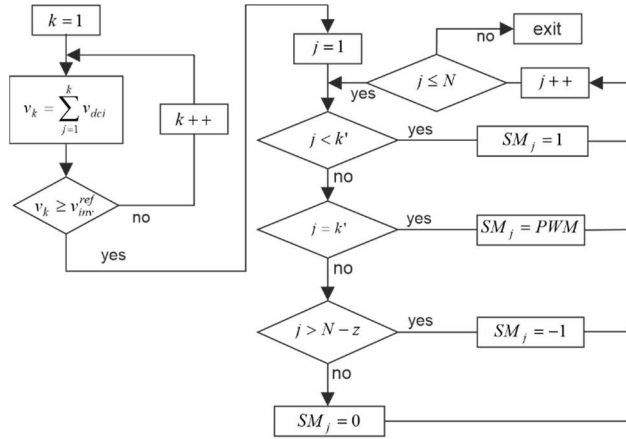 k = 1
v_k = \sum_{j=1}^{k} v_{dci}
k + +
v_k ≥ v_{inv}^{ref}
no
yes
j = 1
exit
no
j ≤ N
yes
j + +
j < k'
yes
SM_j = 1
no
j = k'
yes
SM_j = PWM
no
j > N − z
yes
SM_j = −1
no
SM_j = 0